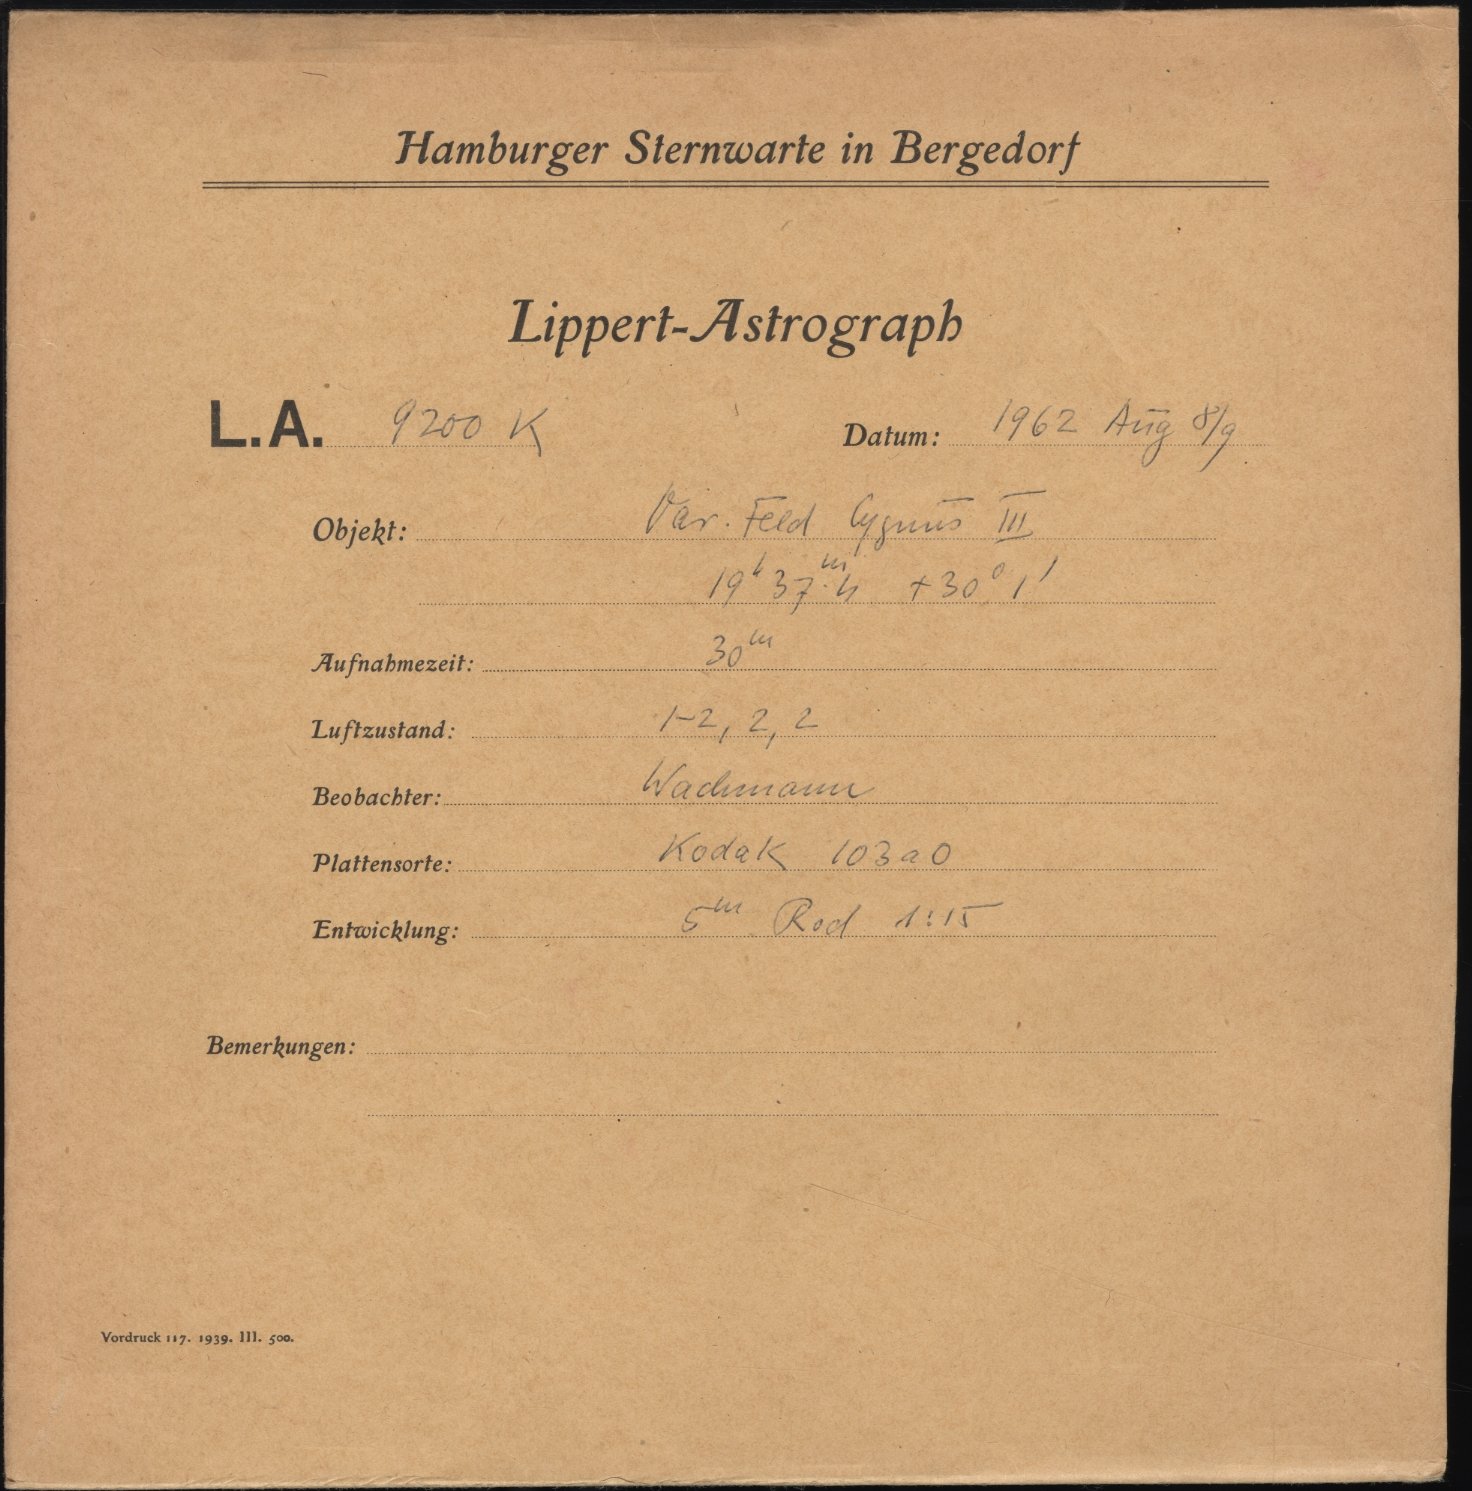 Hamburger Sternwarte in Bergedorf
Lippert-Astrograph
L.A. 9200 K Datum: 1962 Aug 8/9
Objekt: Var. Feld Cygnus III
19ʰ 37ᵐ.4 +30° 1'
Aufnahmezeit: 30ᵐ
Luftzustand: 1-2, 2, 2
Beobachter: Wachmann
Plattensorte: Kodak 103a0
Entwicklung: 5ᵐ Rod 1:15
Bemerkungen:
Vordruck 117. 1939. III. 500.